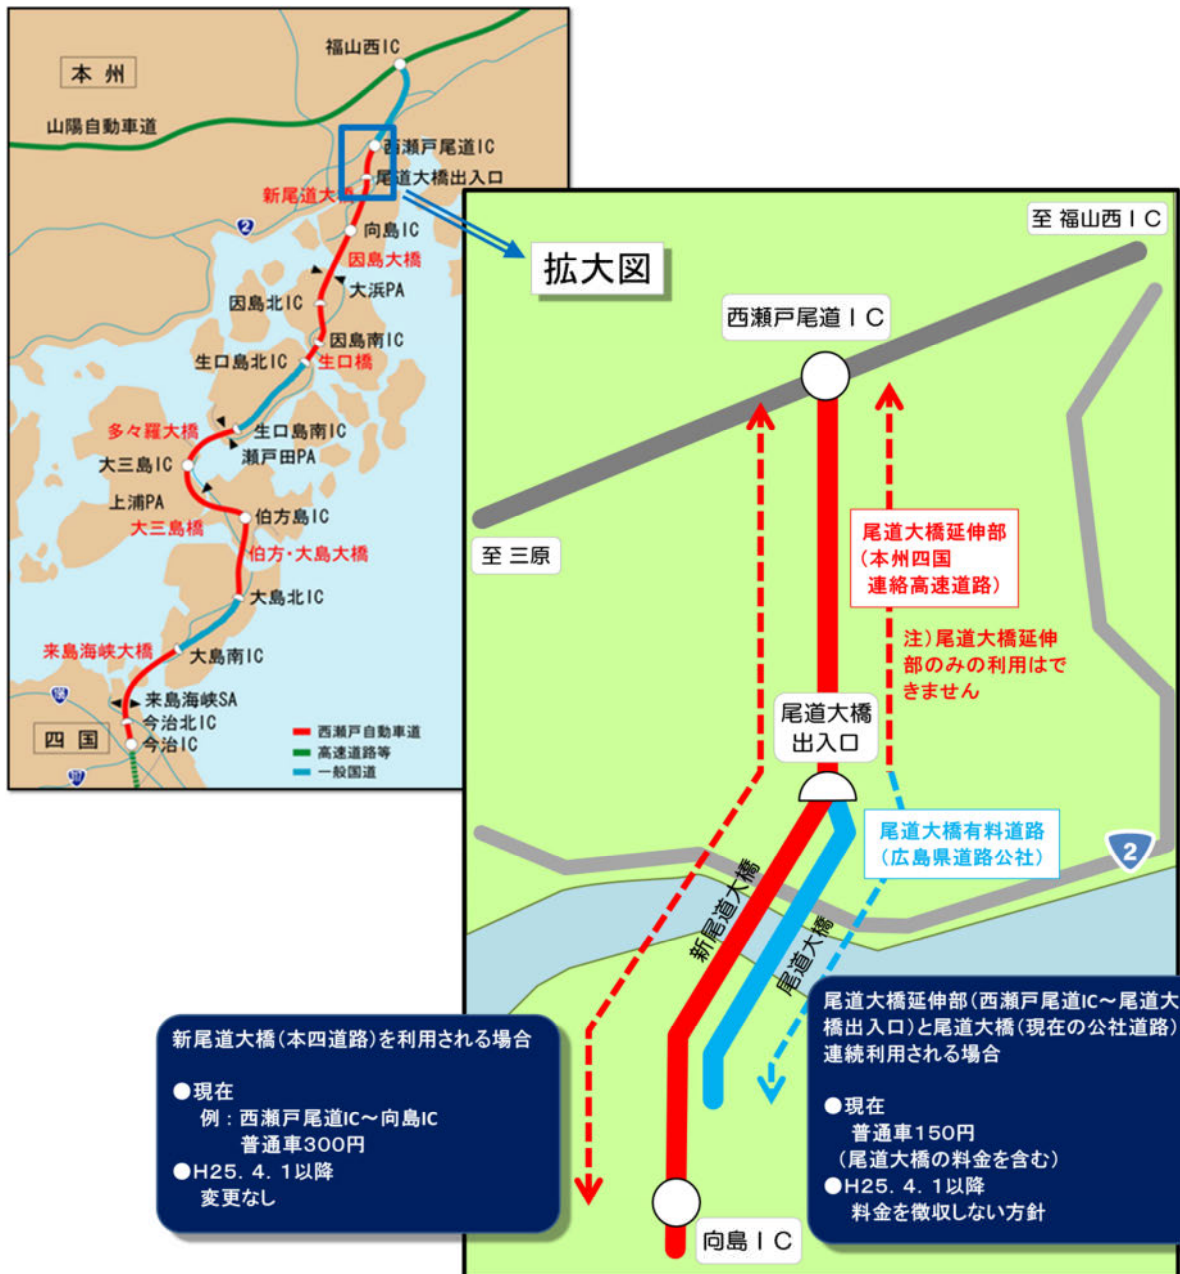 福山西IC
本 州
山陽自動車道
西瀬戸尾道IC
尾道大橋出入口
新尾道大橋
2
向島IC
因島大橋
大浜PA
因島北IC
因島南IC
生口島北IC
生口橋
多々羅大橋
生口島南IC
瀬戸田PA
大三島IC
上浦PA
大三島橋
伯方島IC
伯方・大島大橋
大島北IC
来島海峡大橋
大島南IC
196
来島海峡SA
今治北IC
四 国
今治IC
317
西瀬戸自動車道
高速道路等
一般国道
拡大図
至 福山西IC
西瀬戸尾道IC
至 三原
尾道大橋延伸部
(本州四国
連絡高速道路)
注)尾道大橋延伸
部のみの利用はで
きません
尾道大橋
出入口
尾道大橋有料道路
(広島県道路公社)
2
新尾道大橋
尾道大橋
新尾道大橋(本四道路)を利用される場合
●現在
例:西瀬戸尾道IC~向島IC
普通車300円
●H25. 4. 1以降
変更なし
尾道大橋延伸部(西瀬戸尾道IC~尾道大
橋出入口)と尾道大橋(現在の公社道路)
連続利用される場合
●現在
普通車150円
(尾道大橋の料金を含む)
●H25. 4. 1以降
料金を徴収しない方針
向島IC